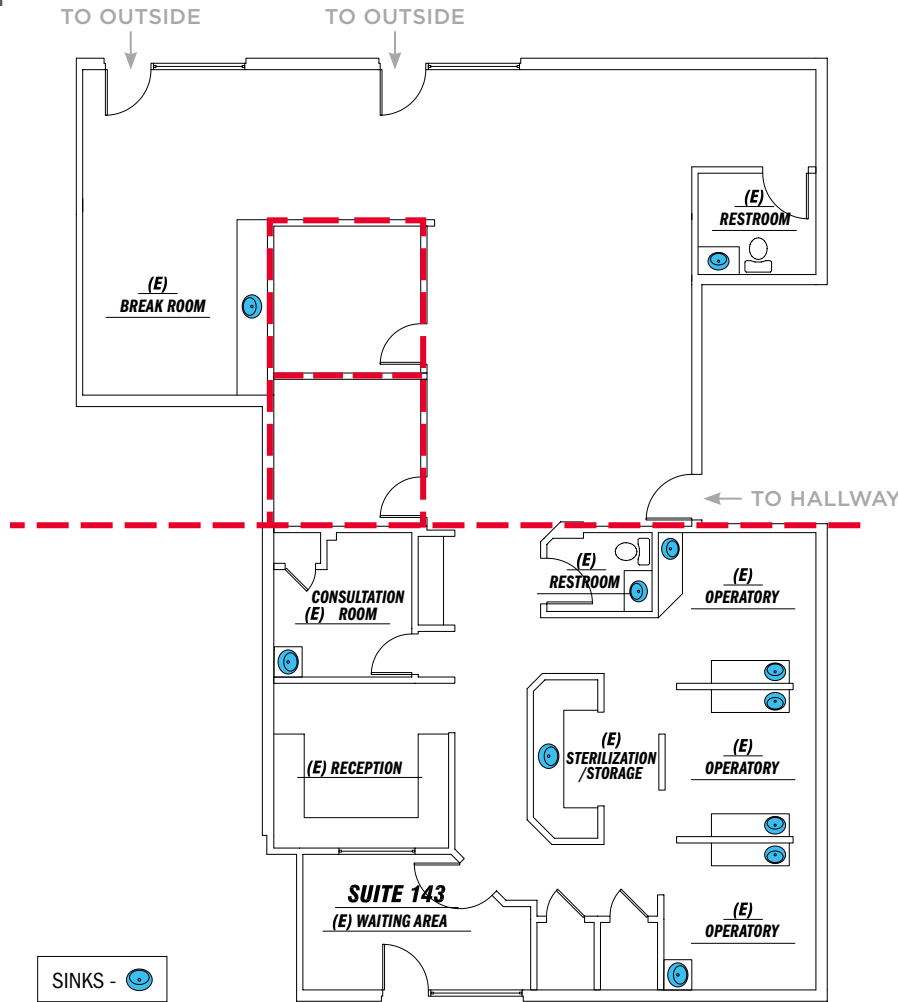 TO OUTSIDE
TO OUTSIDE
(E)
RESTROOM
(E)
BREAK ROOM
TO HALLWAY
(E)
RESTROOM
(E)
OPERATORY
CONSULTATION
(E) ROOM
(E)
STERILIZATION
/STORAGE
(E)
OPERATORY
(E) RECEPTION
SUITE 143
(E) WAITING AREA
(E)
OPERATORY
SINKS -